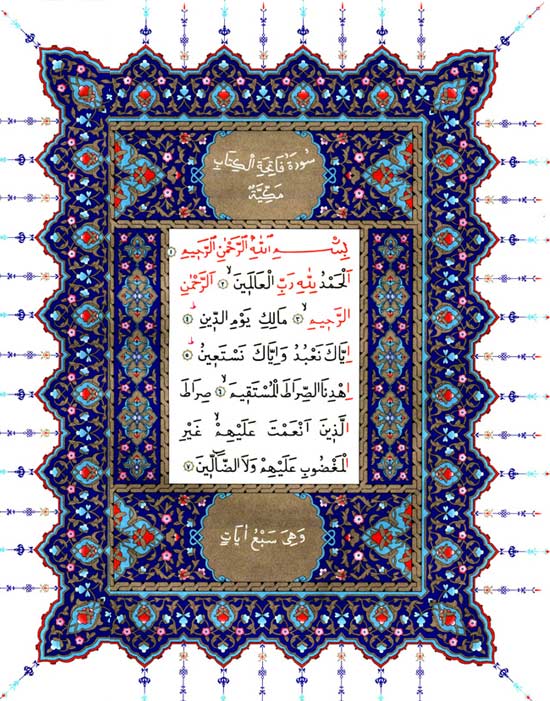 سُورَةُ فَاتِحَةِ الْكِتَابِ
مَكِّيَّةٌ
بِسْــمِ اللّٰهِ الرَّحْمٰنِ الرَّحِيمِ ١
اَلْحَمْدُ لِلّٰهِ رَبِّ الْعَالَمِينَۙ ٢ اَلرَّحْمٰنِ
الرَّحِيمِۙ ٣ مَالِكِ يَوْمِ الدِّينِۜ ٤
اِيَّاكَ نَعْبُدُ وَاِيَّاكَ نَسْتَعِينُۜ ٥
اِهْدِنَا الصِّرَاطَ الْمُسْتَقِيمَۙ ٦ صِرَاطَ
الَّذِينَ اَنْعَمْتَ عَلَيْهِمْۙ غَيْرِ
الْمَغْضُوبِ عَلَيْهِمْ وَلَا الضَّٓالِّينَ ٧
وَهِيَ سَبْعُ اٰيَاتٍ